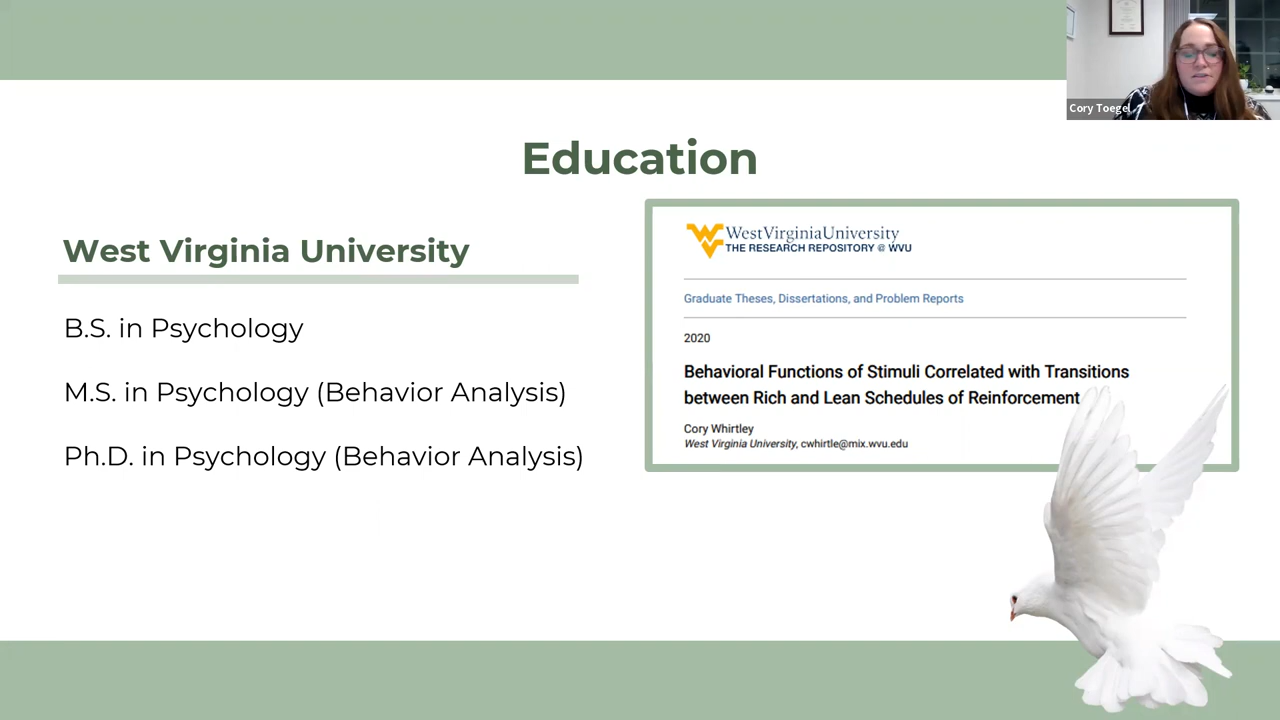 Cory Toegel
Education
West Virginia University
B.S. in Psychology
M.S. in Psychology (Behavior Analysis)
Ph.D. in Psychology (Behavior Analysis)
WestVirginiaUniversity
THE RESEARCH REPOSITORY @ WVU
Graduate Theses, Dissertations, and Problem Reports
2020
Behavioral Functions of Stimuli Correlated with Transitions
between Rich and Lean Schedules of Reinforcement
Cory Whirtley
West Virginia University, cwhirtle@mix.wvu.edu